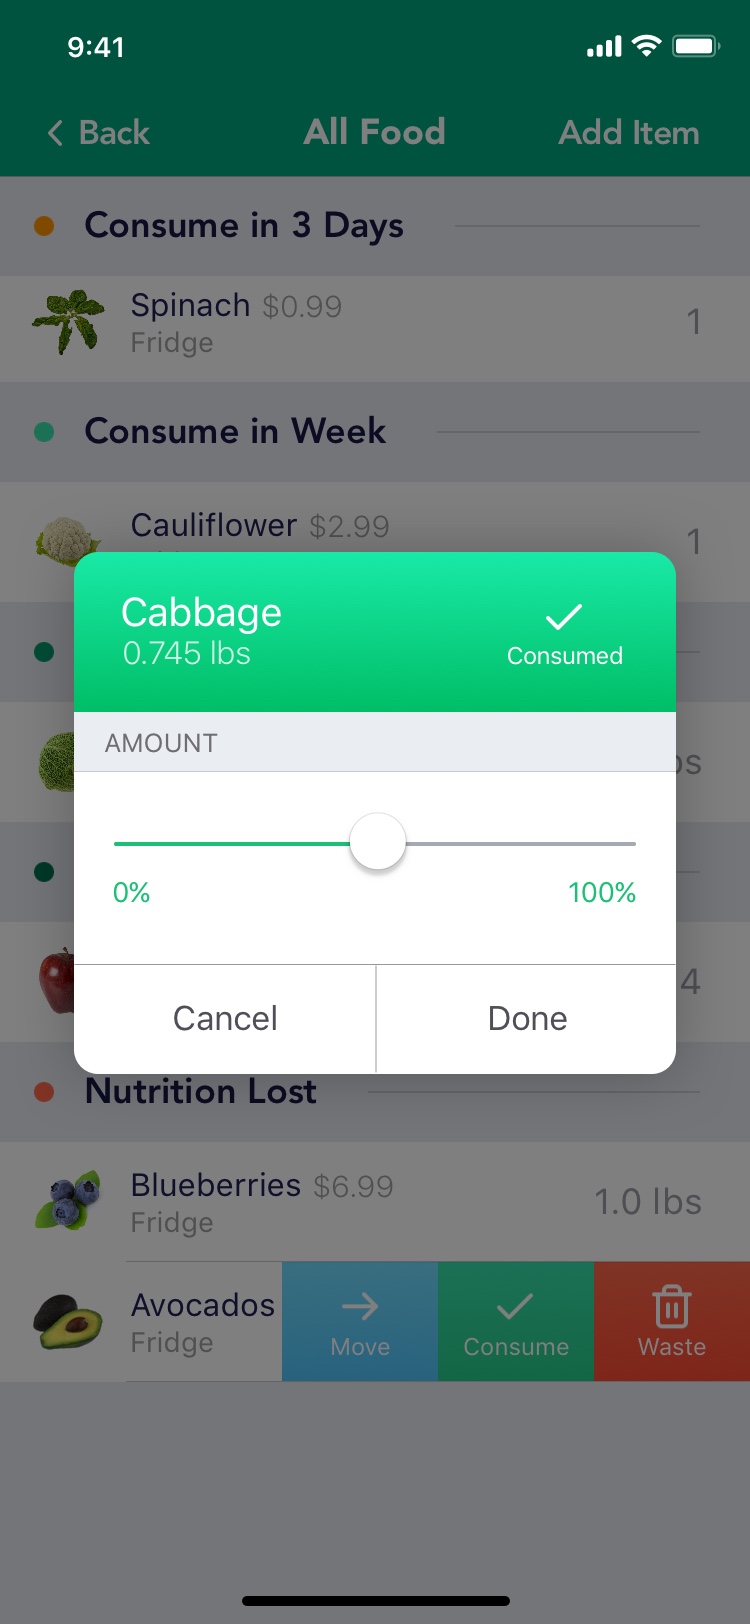 9:41
Back
All Food
Add Item
Consume in 3 Days
Spinach $0.99
Fridge
1
Consume in Week
Cauliflower $2.99
1
Cabbage
0.745 lbs
Consumed
AMOUNT
0%
100%
4
Cancel
Done
Nutrition Lost
Blueberries $6.99
Fridge
1.0 lbs
Avocados
Fridge
Move
Consume
Waste